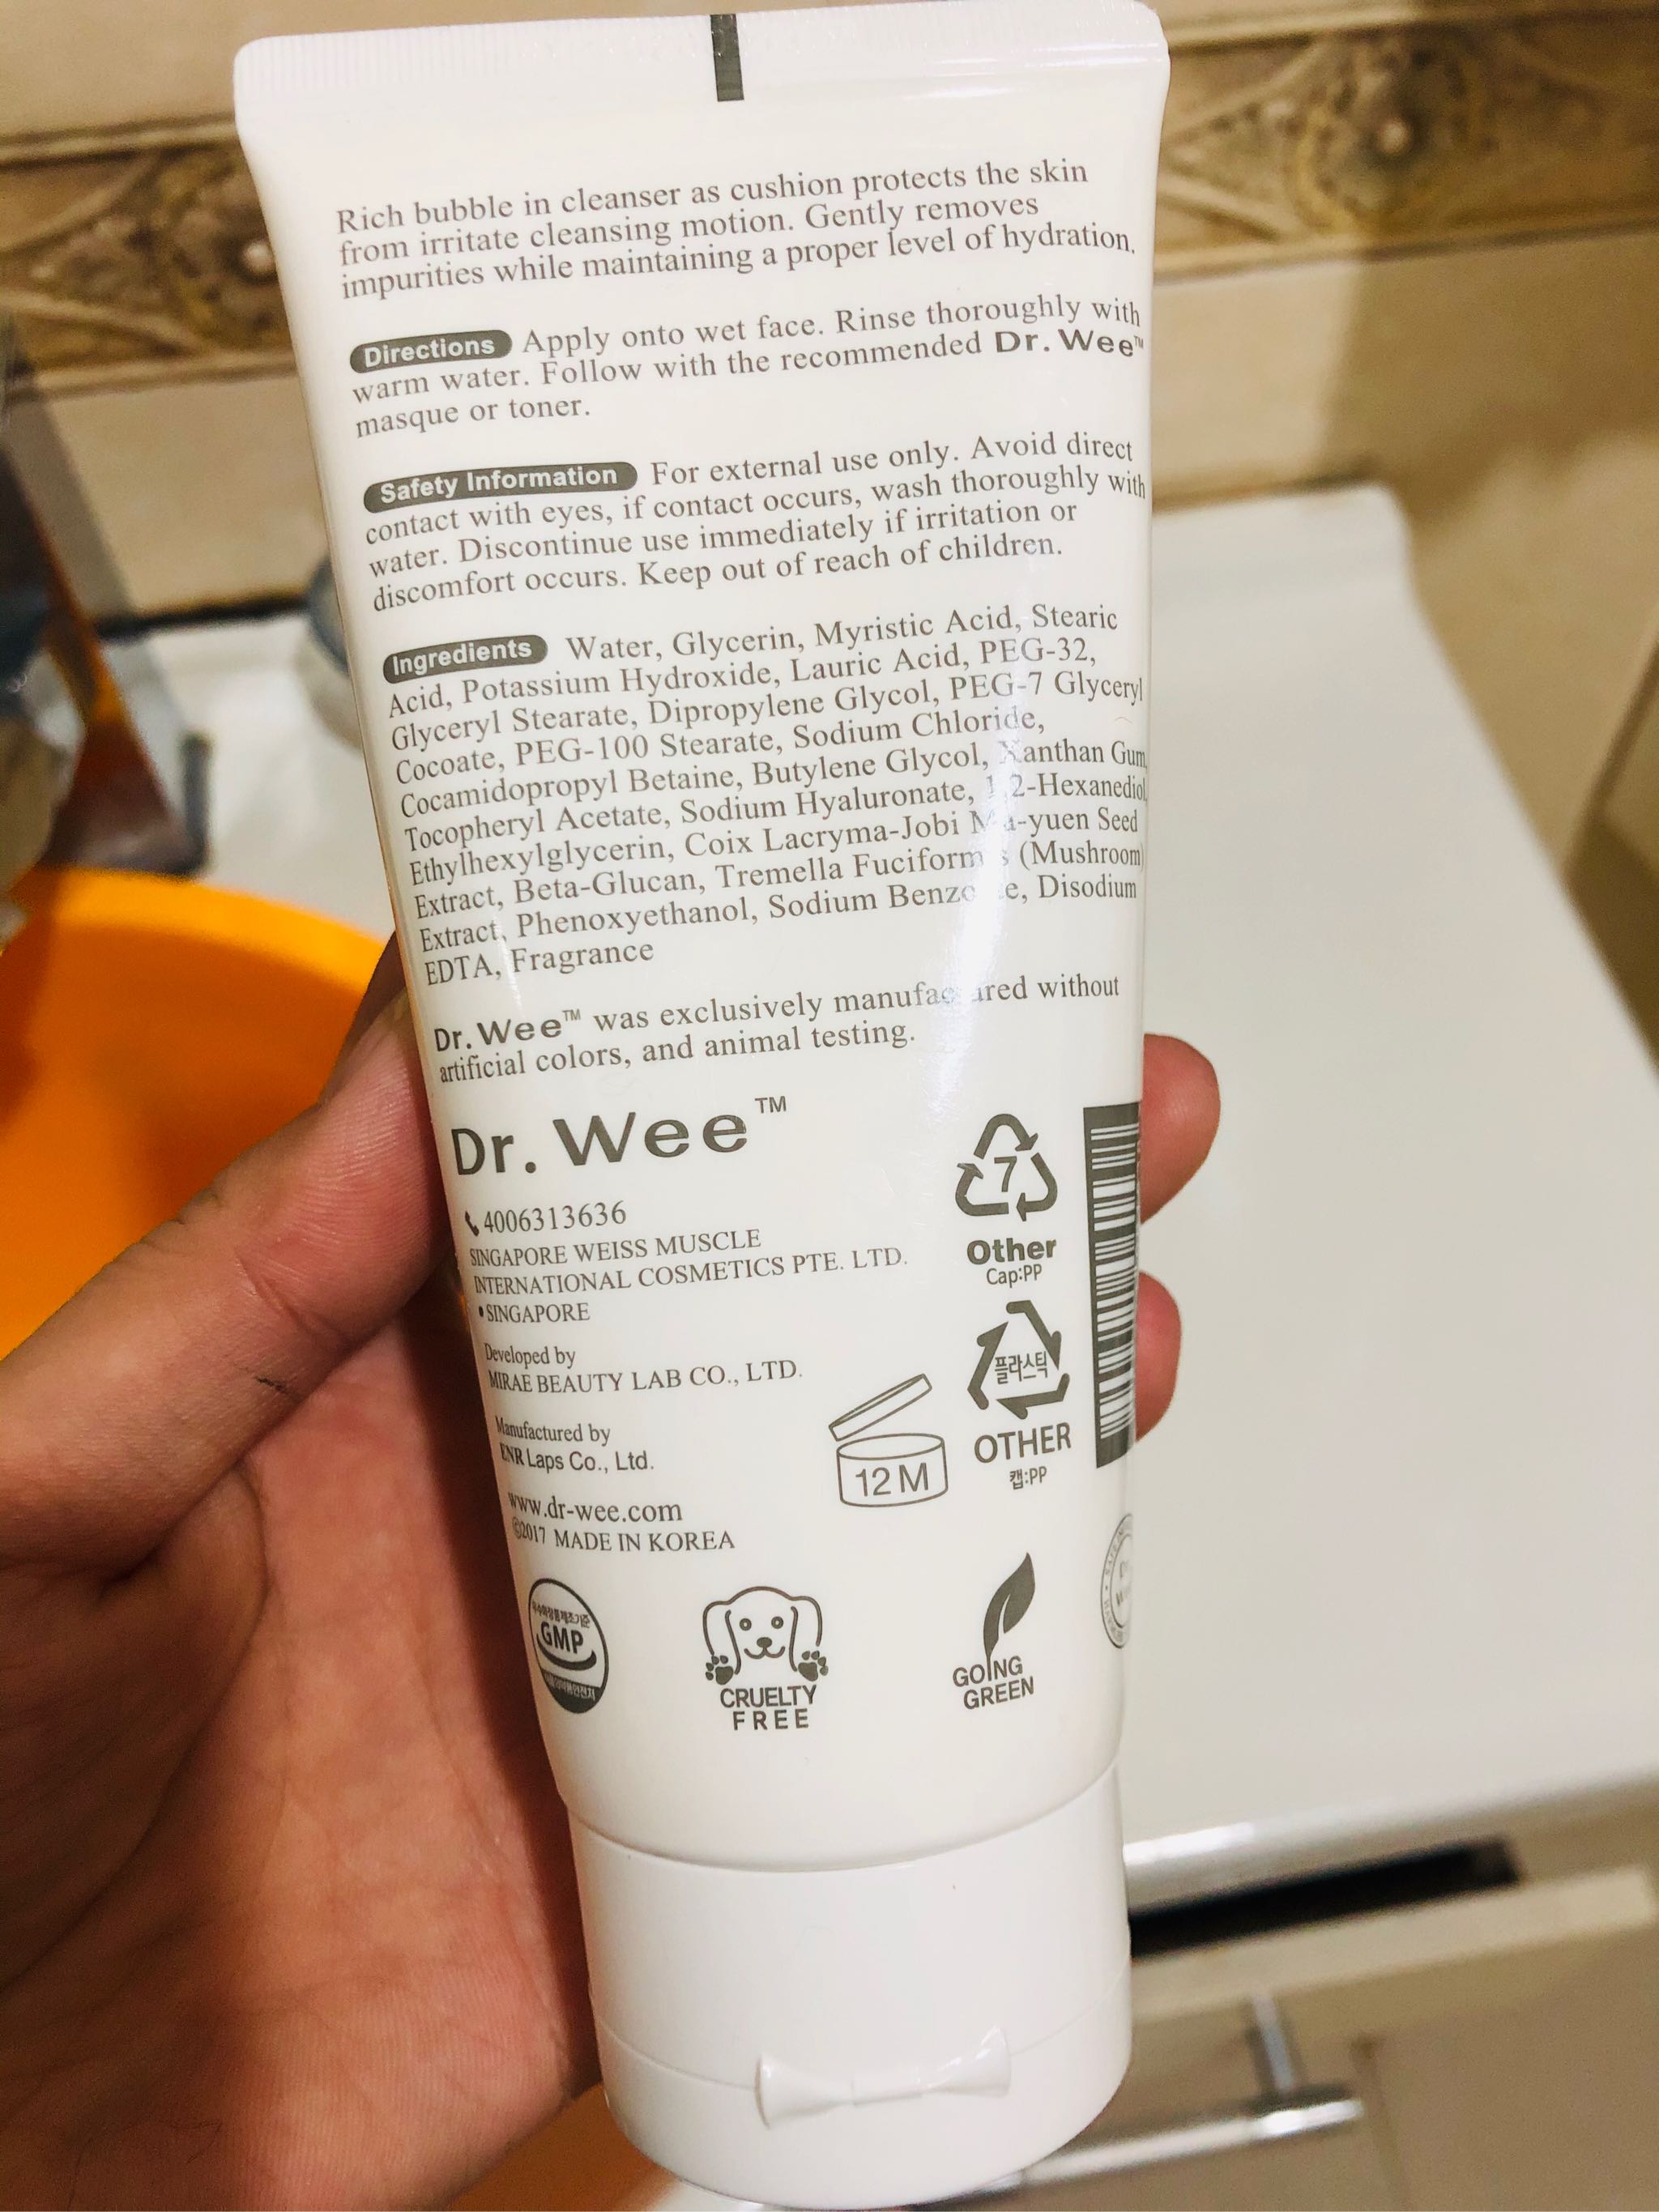 Rich bubble in cleanser as cushion protects the skin
from irritate cleansing motion. Gently removes
impurities while maintaining a proper level of hydration.
Directions Apply onto wet face. Rinse thoroughly with
warm water. Follow with the recommended Dr. Wee™
masque or toner.
Safety Information For external use only. Avoid direct
contact with eyes, if contact occurs, wash thoroughly with
water. Discontinue use immediately if irritation or
discomfort occurs. Keep out of reach of children.
Ingredients Water, Glycerin, Myristic Acid, Stearic
Acid, Potassium Hydroxide, Lauric Acid, PEG-32,
Glyceryl Stearate, Dipropylene Glycol, PEG-7 Glyceryl
Cocoate, PEG-100 Stearate, Sodium Chloride,
Cocamidopropyl Betaine, Butylene Glycol, Xanthan Gum,
Tocopheryl Acetate, Sodium Hyaluronate, 1,2-Hexanediol,
Ethylhexylglycerin, Coix Lacryma-Jobi Ma-yuen Seed
Extract, Beta-Glucan, Tremella Fuciformis (Mushroom)
Extract, Phenoxyethanol, Sodium Benzoate, Disodium
EDTA, Fragrance
Dr. Wee™ was exclusively manufactured without
artificial colors, and animal testing.
Dr. Wee™
4006313636
SINGAPORE WEISS MUSCLE
INTERNATIONAL COSMETICS PTE. LTD.
•SINGAPORE
Developed by
MIRAE BEAUTY LAB CO., LTD.
Manufactured by
ENR Laps Co., Ltd.
www.dr-wee.com
©2017 MADE IN KOREA
7
Other
Cap:PP
플라스틱
OTHER
캡:PP
12 M
GMP
CRUELTY
FREE
GOING
GREEN